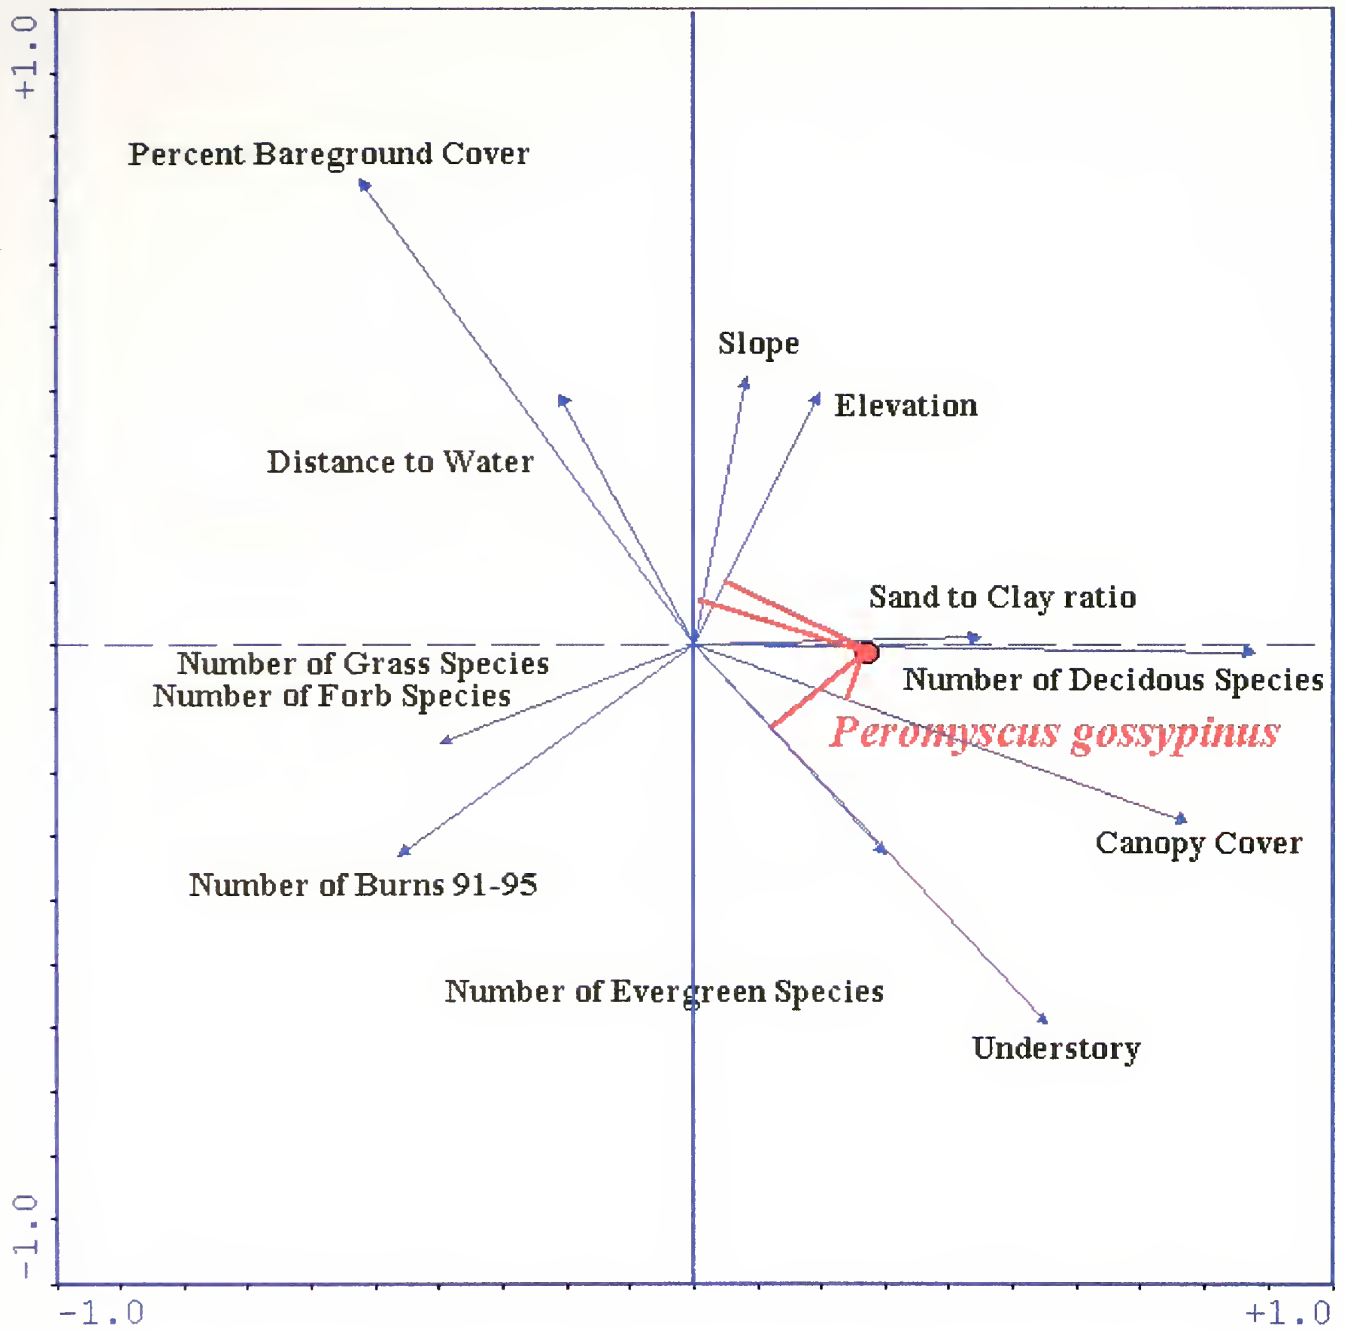 +1.0
Percent Bareground Cover
Slope
Elevation
Distance to Water
Sand to Clay ratio
Number of Grass Species
Number of Decidous Species
Number of Forb Species
Peromyscus gossypinus
Canopy Cover
Number of Burns 91-95
Number of Evergreen Species
Understory
-1.0
-1.0
+1.0